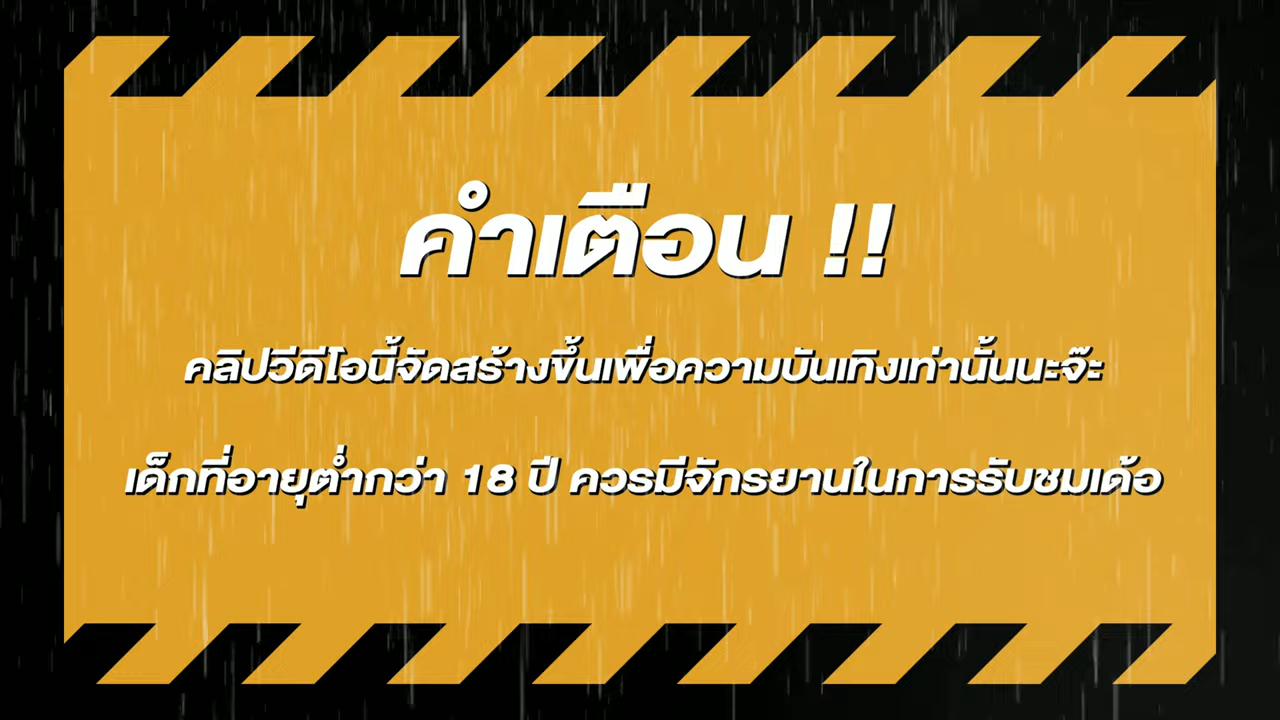 คำเตือน !!
คลิปวีดีโอนี้จัดสร้างขึ้นเพื่อความบันเทิงเท่านั้นนะจ๊ะ
เด็กที่อายุต่ำกว่า 18 ปี ควรมีจักรยานในการรับชมเด้อ